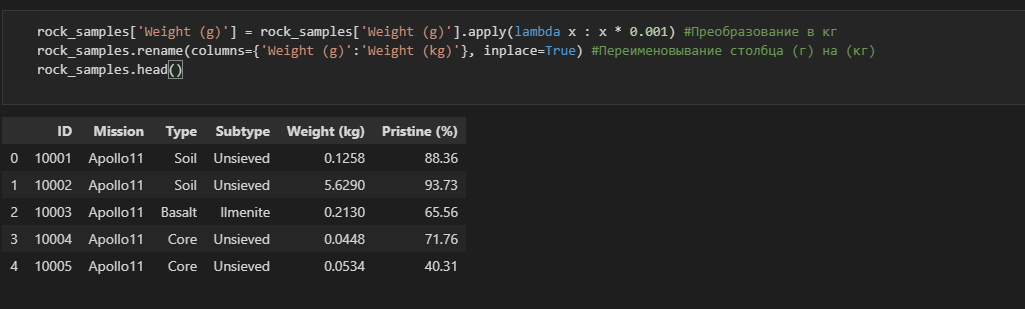 rock_samples['Weight (g)'] = rock_samples['Weight (g)'].apply(lambda x : x * 0.001) #Преобразование в кг
rock_samples.rename(columns={'Weight (g)':'Weight (kg)'}, inplace=True) #Переименовывание столбца (г) на (кг)
rock_samples.head()
ID Mission Type Subtype Weight (kg) Pristine (%)
0 10001 Apollo11 Soil Unsieved 0.1258 88.36
1 10002 Apollo11 Soil Unsieved 5.6290 93.73
2 10003 Apollo11 Basalt Ilmenite 0.2130 65.56
3 10004 Apollo11 Core Unsieved 0.0448 71.76
4 10005 Apollo11 Core Unsieved 0.0534 40.31